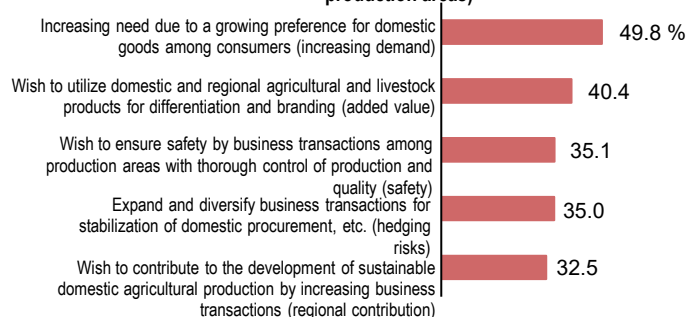 production areas)
Increasing need due to a growing preference for domestic
goods among consumers (increasing demand)
49.8 %
Wish to utilize domestic and regional agricultural and livestock
products for differentiation and branding (added value)
40.4
Wish to ensure safety by business transactions among
production areas with thorough control of production and
quality (safety)
35.1
Expand and diversify business transactions for
stabilization of domestic procurement, etc. (hedging
risks)
35.0
Wish to contribute to the development of sustainable
domestic agricultural production by increasing business
transactions (regional contribution)
32.5